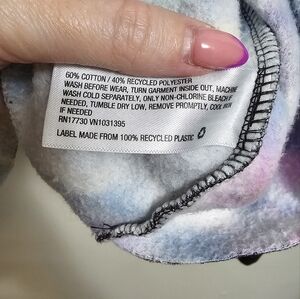 60% COTTON / 40% RECYCLED POLYESTER
WASH BEFORE WEAR, TURN GARMENT INSIDE OUT, MACHINE
WASH COLD SEPARATELY, ONLY NON-CHLORINE BLEACH IF
NEEDED, TUMBLE DRY LOW, REMOVE PROMPTLY, COOL IRON
IF NEEDED
RN17730 VN1031395
LABEL MADE FROM 100% RECYCLED PLASTIC